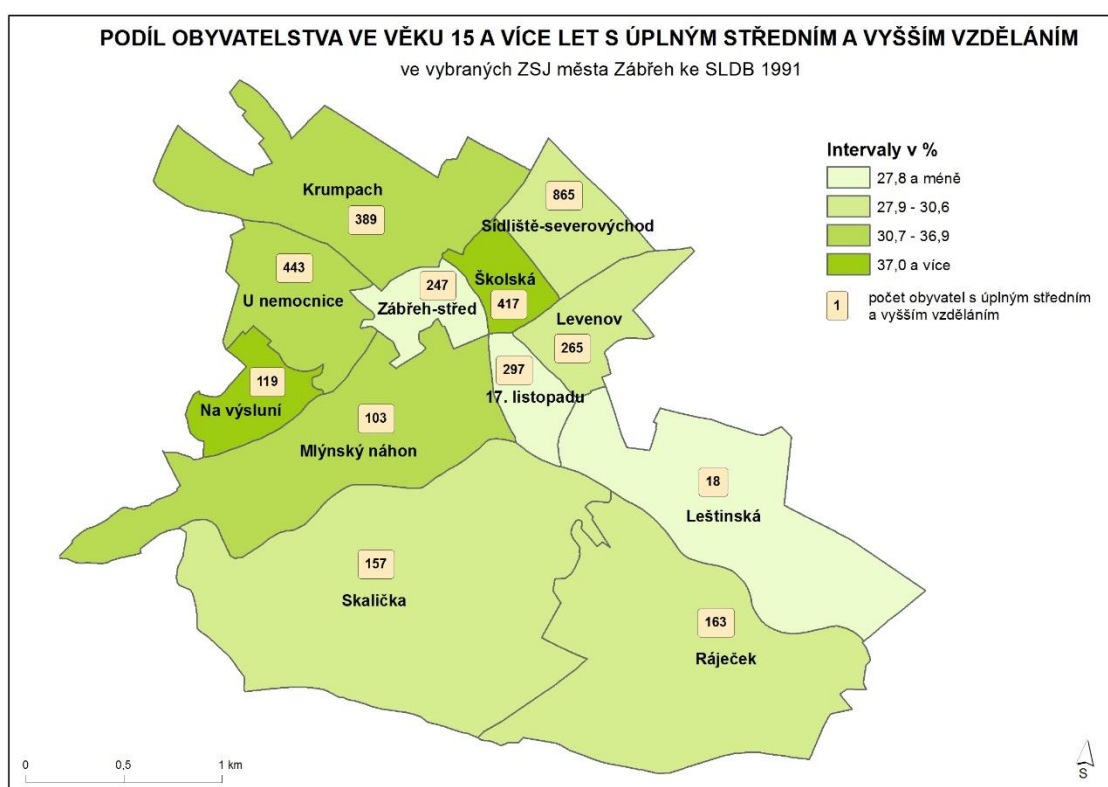 PODÍL OBYVATELSTVA VE VĚKU 15 A VÍCE LET S ÚPLNÝM STŘEDNÍM A VYŠŠÍM VZDĚLÁNÍM
ve vybraných ZSJ města Zábřeh ke SLDB 1991
Intervaly v %
27,8 a méně
27,9 - 30,6
30,7 - 36,9
37,0 a více
1
počet obyvatel s úplným středním
a vyšším vzděláním
Krumpach
389
865
Sídliště-severovýchod
443
U nemocnice
247
Zábřeh-střed
Školská
417
Levenov
265
297
17. listopadu
119
Na výsluní
103
Mlýnský náhon
18
Leštinská
157
Skalička
163
Ráječek
0
0,5
1 km
S